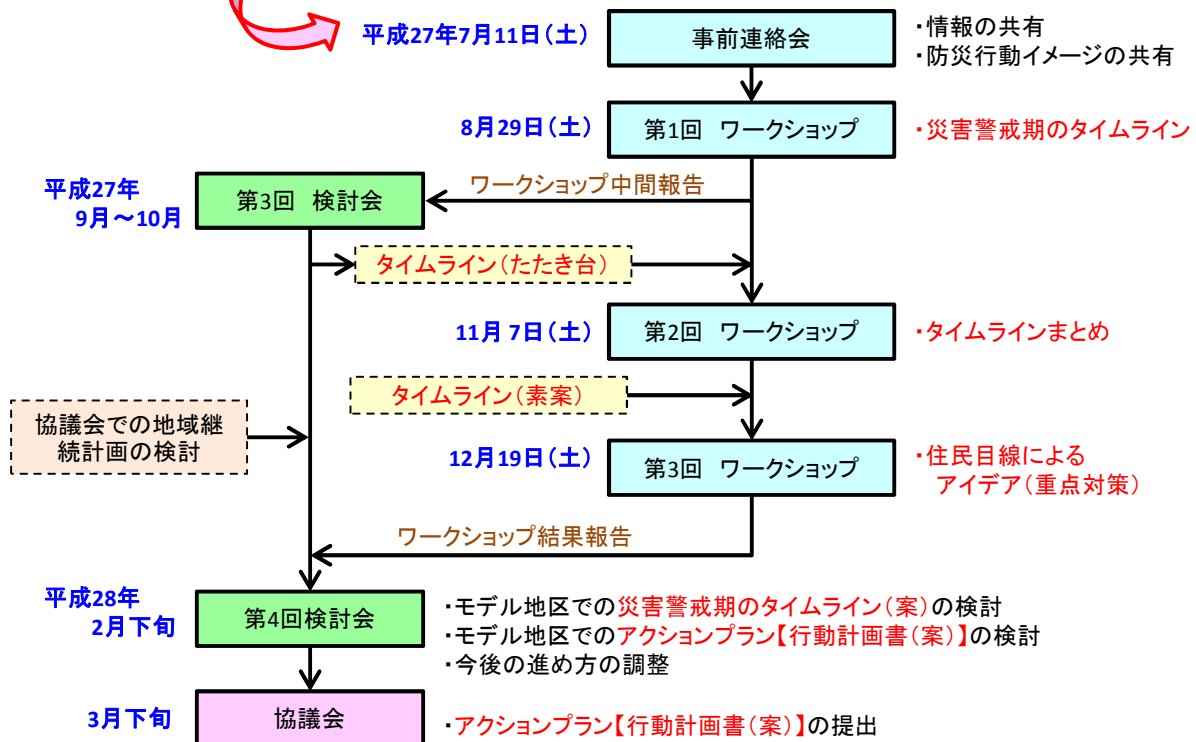 平成27年7月11日(土)
事前連絡会
・情報の共有
・防災行動イメージの共有
8月29日(土)
第1回 ワークショップ
・災害警戒期のタイムライン
平成27年
9月～10月
第3回 検討会
ワークショップ中間報告
タイムライン(たたき台)
11月 7日(土)
第2回 ワークショップ
・タイムラインまとめ
タイムライン(素案)
協議会での地域継
続計画の検討
12月19日(土)
第3回 ワークショップ
・住民目線による
アイデア(重点対策)
ワークショップ結果報告
平成28年
2月下旬
第4回検討会
・モデル地区での災害警戒期のタイムライン(案)の検討
・モデル地区でのアクションプラン【行動計画書(案)】の検討
・今後の進め方の調整
3月下旬
協議会
・アクションプラン【行動計画書(案)】の提出